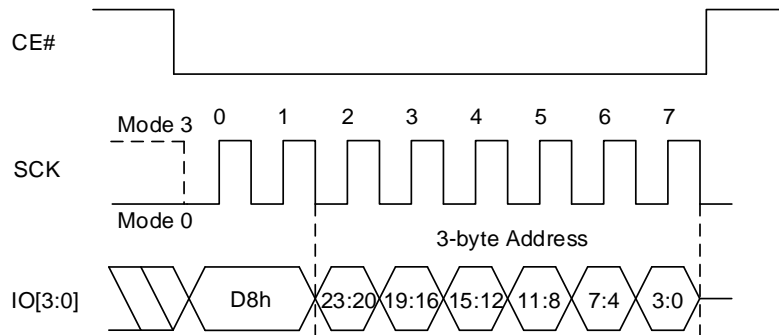 CE#
0 1 2 3 4 5 6 7
Mode 3
SCK
Mode 0
3-byte Address
IO[3:0] D8h 23:20 19:16 15:12 11:8 7:4 3:0